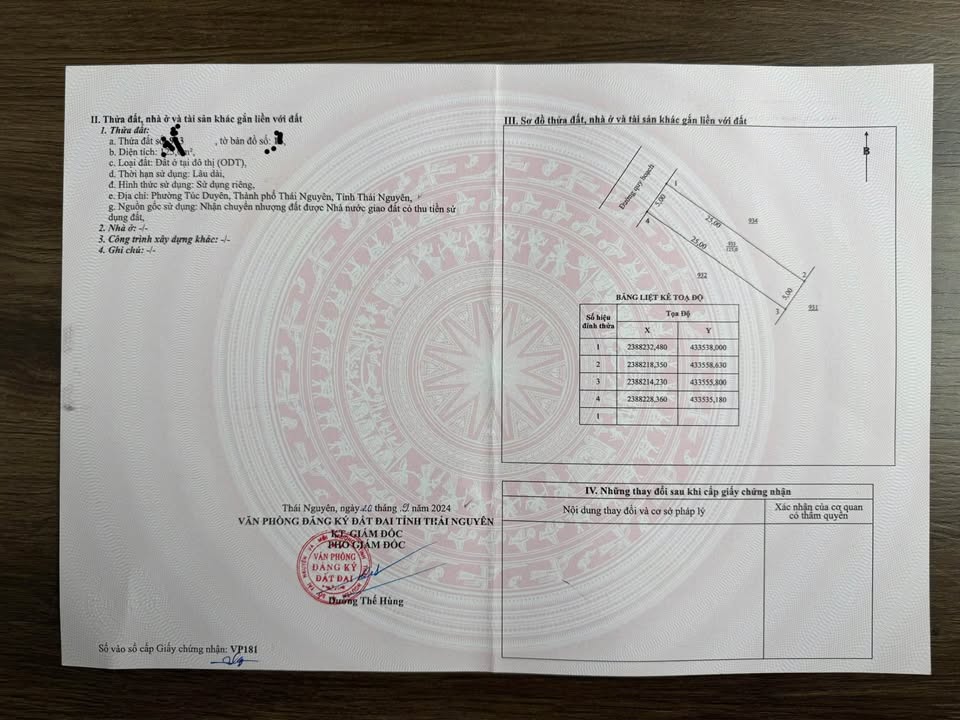 II. Thửa đất, nhà ở và tài sản khác gắn liền với đất
1. Thửa đất:
a. Thửa đất số , tờ bản đồ số:
b. Diện tích: m²,
c. Loại đất: Đất ở tại đô thị (ODT),
d. Thời hạn sử dụng: Lâu dài,
đ. Hình thức sử dụng: Sử dụng riêng,
e. Địa chỉ: Phường Túc Duyên, Thành phố Thái Nguyên, Tỉnh Thái Nguyên,
g. Nguồn gốc sử dụng: Nhận chuyển nhượng đất được Nhà nước giao đất có thu tiền sử
dụng đất,
2. Nhà ở: -/-
3. Công trình xây dựng khác: -/-
4. Ghi chú: -/-
Thái Nguyên, ngày tháng 2024
VĂN PHÒNG ĐĂNG KÝ ĐẤT ĐAI TỈNH THÁI NGUYÊN
KT. GIÁM ĐỐC
PHÓ GIÁM ĐỐC
VĂN PHÒNG
ĐĂNG KÝ
ĐẤT ĐAI
Dương Thế Hùng
Số vào sổ cấp Giấy chứng nhận: VP181
III. Sơ đồ thửa đất, nhà ở và tài sản khác gắn liền với đất
B
Đường quy hoạch
1
5,00
4
25,00
934
933
125,0
25,00
932
2
5,00
3
951
BẢNG LIỆT KÊ TOẠ ĐỘ
Số hiệu đỉnh thửa Tọa Độ
X Y
1 2388232,480 433538,000
2 2388218,350 433558,630
3 2388214,230 433555,800
4 2388228,360 433535,180
1
IV. Những thay đổi sau khi cấp giấy chứng nhận
Nội dung thay đổi và cơ sở pháp lý
Xác nhận của cơ quan
có thẩm quyền